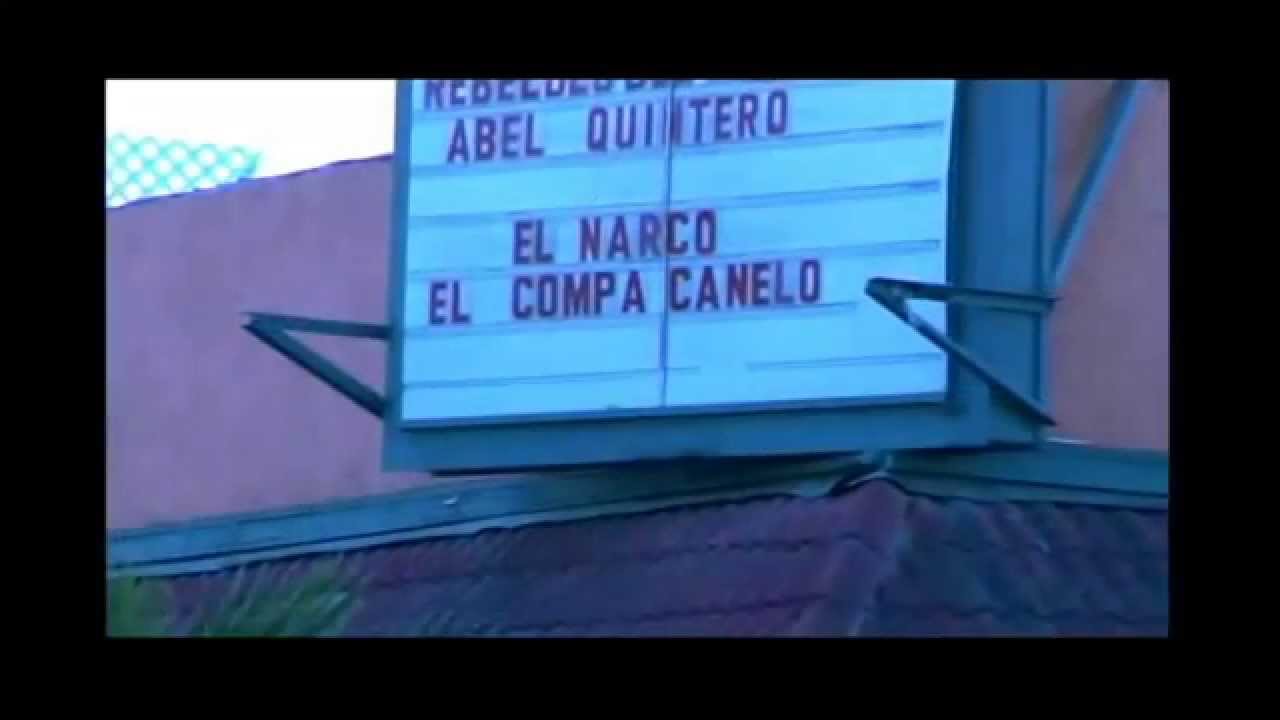 REBELDES
ABEL QUINTERO
EL NARCO
EL COMPA CANELO